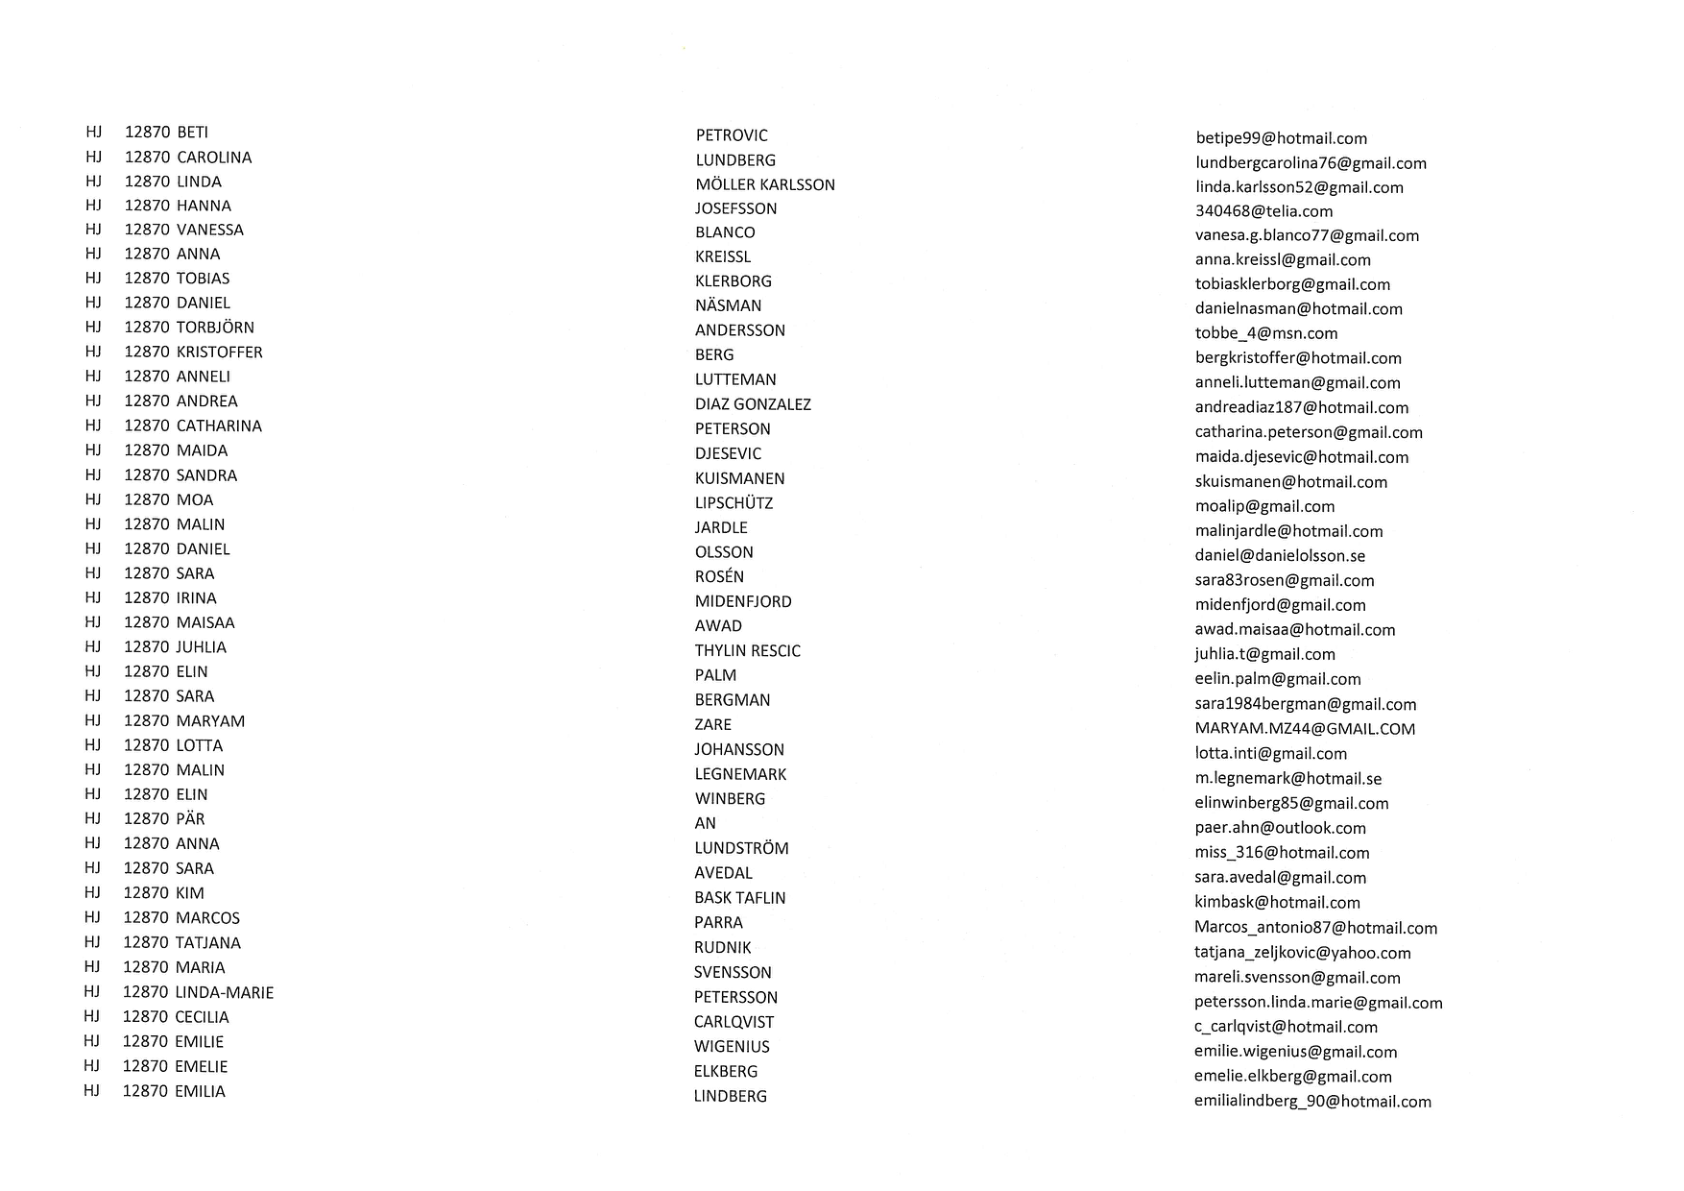 HJ 12870 BETI PETROVIC betipe99@hotmail.com
HJ 12870 CAROLINA LUNDBERG lundbergcarolina76@gmail.com
HJ 12870 LINDA MÖLLER KARLSSON linda.karlsson52@gmail.com
HJ 12870 HANNA JOSEFSSON 340468@telia.com
HJ 12870 VANESSA BLANCO vanesa.g.blanco77@gmail.com
HJ 12870 ANNA KREISSL anna.kreissl@gmail.com
HJ 12870 TOBIAS KLERBORG tobiasklerborg@gmail.com
HJ 12870 DANIEL NÄSMAN danielnasman@hotmail.com
HJ 12870 TORBJÖRN ANDERSSON tobbe_4@msn.com
HJ 12870 KRISTOFFER BERG bergkristoffer@hotmail.com
HJ 12870 ANNELI LUTTEMAN anneli.lutteman@gmail.com
HJ 12870 ANDREA DIAZ GONZALEZ andreadiaz187@hotmail.com
HJ 12870 CATHARINA PETERSON catharina.peterson@gmail.com
HJ 12870 MAIDA DJESEVIC maida.djesevic@hotmail.com
HJ 12870 SANDRA KUISMANEN skuismanen@hotmail.com
HJ 12870 MOA LIPSCHÜTZ moalip@gmail.com
HJ 12870 MALIN JARDLE malinjardle@hotmail.com
HJ 12870 DANIEL OLSSON daniel@danielolsson.se
HJ 12870 SARA ROSÉN sara83rosen@gmail.com
HJ 12870 IRINA MIDENFJORD midenfjord@gmail.com
HJ 12870 MAISAA AWAD awad.maisaa@hotmail.com
HJ 12870 JUHLIA THYLIN RESCIC juhlia.t@gmail.com
HJ 12870 ELIN PALM eelin.palm@gmail.com
HJ 12870 SARA BERGMAN sara1984bergman@gmail.com
HJ 12870 MARYAM ZARE MARYAM.MZ44@GMAIL.COM
HJ 12870 LOTTA JOHANSSON lotta.inti@gmail.com
HJ 12870 MALIN LEGNEMARK m.legnemark@hotmail.se
HJ 12870 ELIN WINBERG elinwinberg85@gmail.com
HJ 12870 PÄR AN paer.ahn@outlook.com
HJ 12870 ANNA LUNDSTRÖM miss_316@hotmail.com
HJ 12870 SARA AVEDAL sara.avedal@gmail.com
HJ 12870 KIM BASK TAFLIN kimbask@hotmail.com
HJ 12870 MARCOS PARRA Marcos_antonio87@hotmail.com
HJ 12870 TATJANA RUDNIK tatjana_zeljkovic@yahoo.com
HJ 12870 MARIA SVENSSON mareli.svensson@gmail.com
HJ 12870 LINDA-MARIE PETERSSON petersson.linda.marie@gmail.com
HJ 12870 CECILIA CARLQVIST c_carlqvist@hotmail.com
HJ 12870 EMILIE WIGENIUS emilie.wigenius@gmail.com
HJ 12870 EMELIE ELKBERG emelie.elkberg@gmail.com
HJ 12870 EMILIA LINDBERG emilialindberg_90@hotmail.com